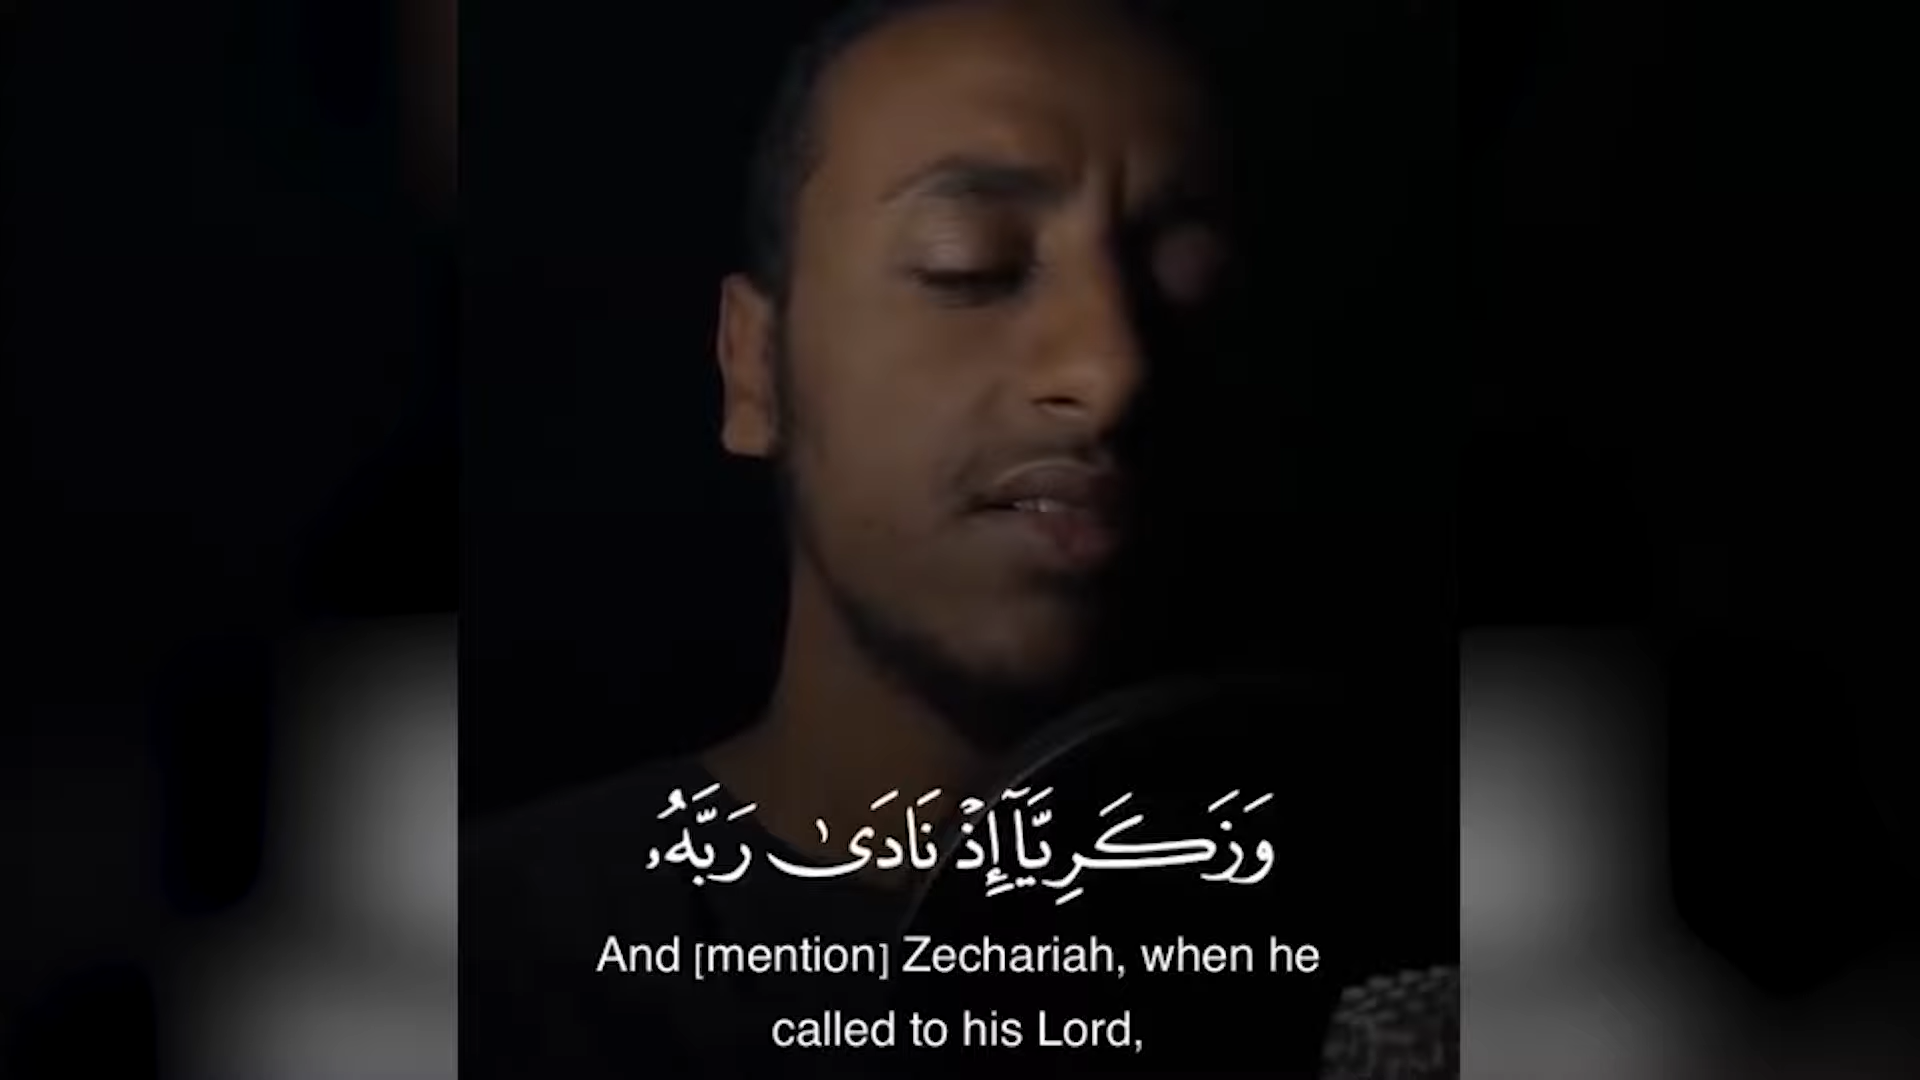 وَزَكَرِيَّآ إِذْ نَادَىٰ رَبَّهُۥ
And [mention] Zechariah, when he
called to his Lord,